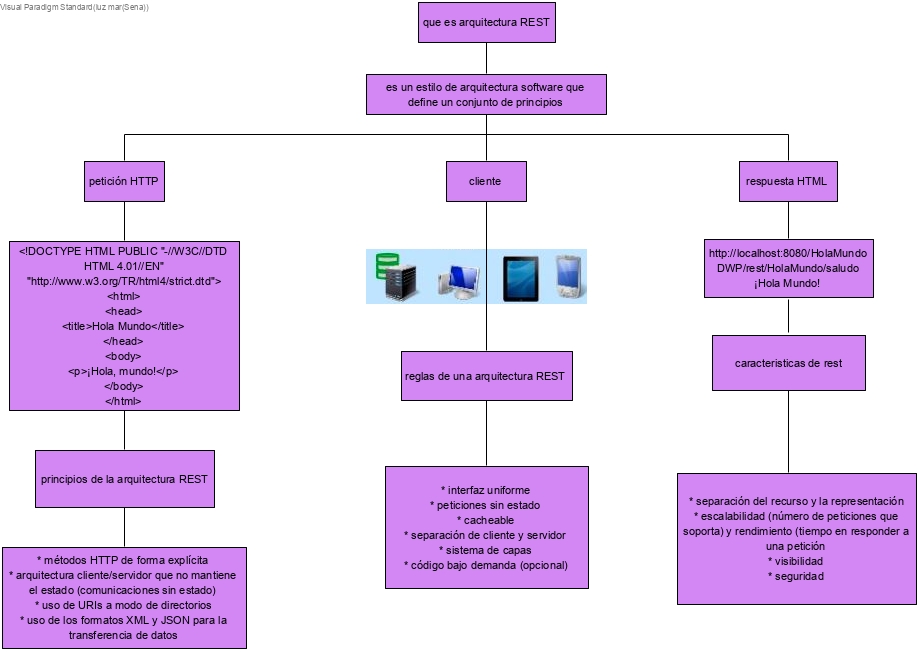 Visual Paradigm Standard(luz mar(Sena))
que es arquitectura REST
es un estilo de arquitectura software que
define un conjunto de principios
petición HTTP
cliente
respuesta HTML
<!DOCTYPE HTML PUBLIC "-//W3C//DTD
HTML 4.01//EN"
"http://www.w3.org/TR/html4/strict.dtd">
<html>
<head>
<title>Hola Mundo</title>
</head>
<body>
<p>¡Hola, mundo!</p>
</body>
</html>
http://localhost:8080/HolaMundo
DWP/rest/HolaMundo/saludo
¡Hola Mundo!
reglas de una arquitectura REST
caracteristicas de rest
principios de la arquitectura REST
* interfaz uniforme
* peticiones sin estado
* cacheable
* separación de cliente y servidor
* sistema de capas
* código bajo demanda (opcional)
* separación del recurso y la representación
* escalabilidad (número de peticiones que
soporta) y rendimiento (tiempo en responder a
una petición
* visibilidad
* seguridad
* métodos HTTP de forma explícita
* arquitectura cliente/servidor que no mantiene
el estado (comunicaciones sin estado)
* uso de URIs a modo de directorios
* uso de los formatos XML y JSON para la
transferencia de datos